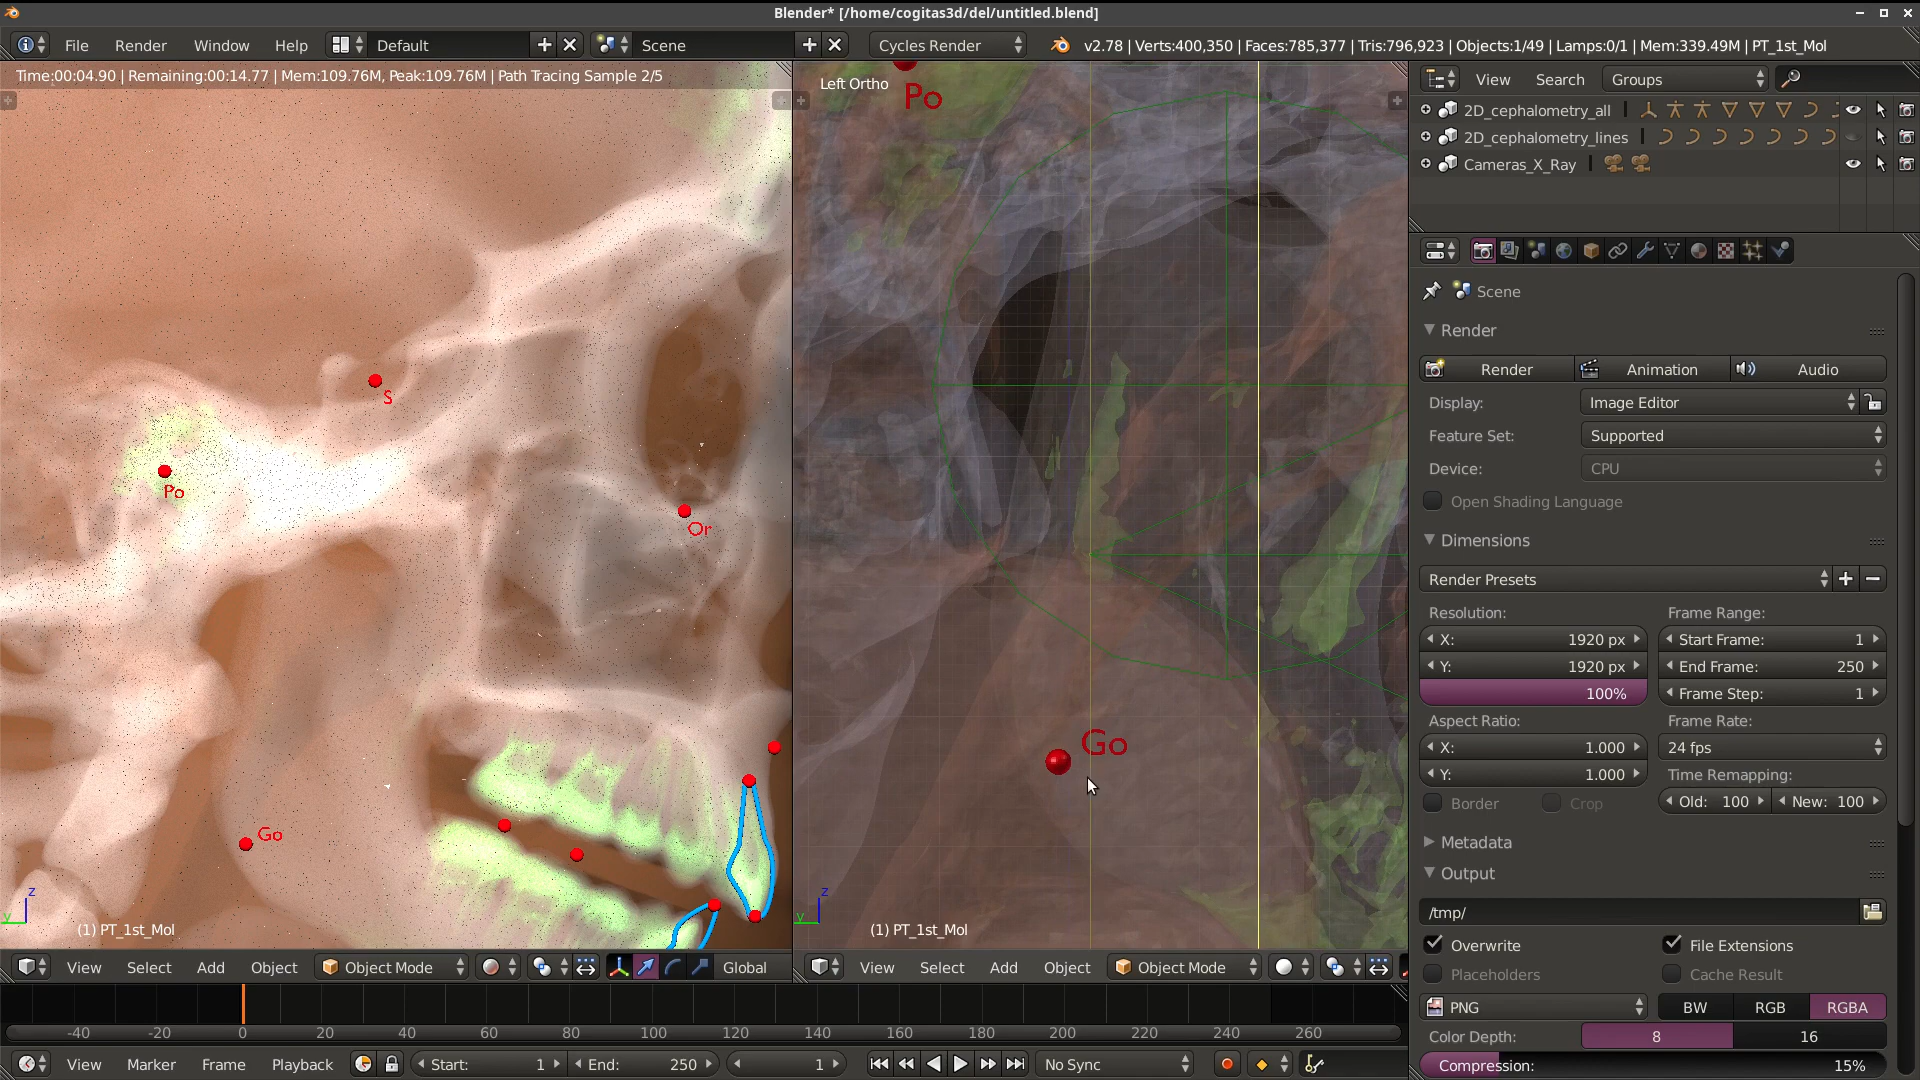 Blender* [/home/cogitas3d/del/untitled.blend]
File Render Window Help Default Scene Cycles Render v2.78 | Verts:400,350 | Faces:785,377 | Tris:796,923 | Objects:1/49 | Lamps:0/1 | Mem:339.49M | PT_1st_Mol
Time:00:04.90 | Remaining:00:14.77 | Mem:109.76M, Peak:109.76M | Path Tracing Sample 2/5
S
Po
Or
Go
z
y
(1) PT_1st_Mol
View Select Add Object Object Mode Global
Left Ortho
Po
Go
z
y
(1) PT_1st_Mol
View Select Add Object Object Mode
-40 -20 0 20 40 60 80 100 120 140 160 180 200 220 240 260
View Marker Frame Playback Start: 1 End: 250 1 No Sync
View Search Groups
2D_cephalometry_all
2D_cephalometry_lines
Cameras_X_Ray
Scene
Render
Render Animation Audio
Display: Image Editor
Feature Set: Supported
Device: CPU
Open Shading Language
Dimensions
Render Presets
Resolution: Frame Range:
X: 1920 px Start Frame: 1
Y: 1920 px End Frame: 250
100% Frame Step: 1
Aspect Ratio: Frame Rate:
X: 1.000 24 fps
Y: 1.000 Time Remapping:
Border Crop Old: 100 New: 100
Metadata
Output
/tmp/
Overwrite File Extensions
Placeholders Cache Result
PNG BW RGB RGBA
Color Depth: 8 16
Compression: 15%